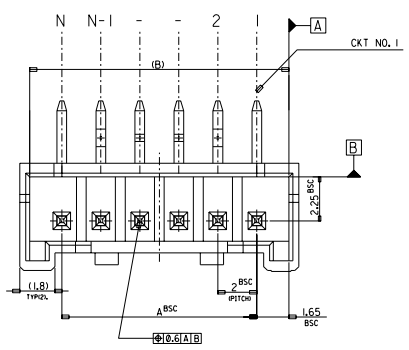 N N-1 - - 2 1
A
CKT NO. 1
(B)
B
2.25 BSC
(1.8)
TYP(2).
A BSC
2 BSC
(PITCH)
1.65
BSC
⌖ 0.6 A B